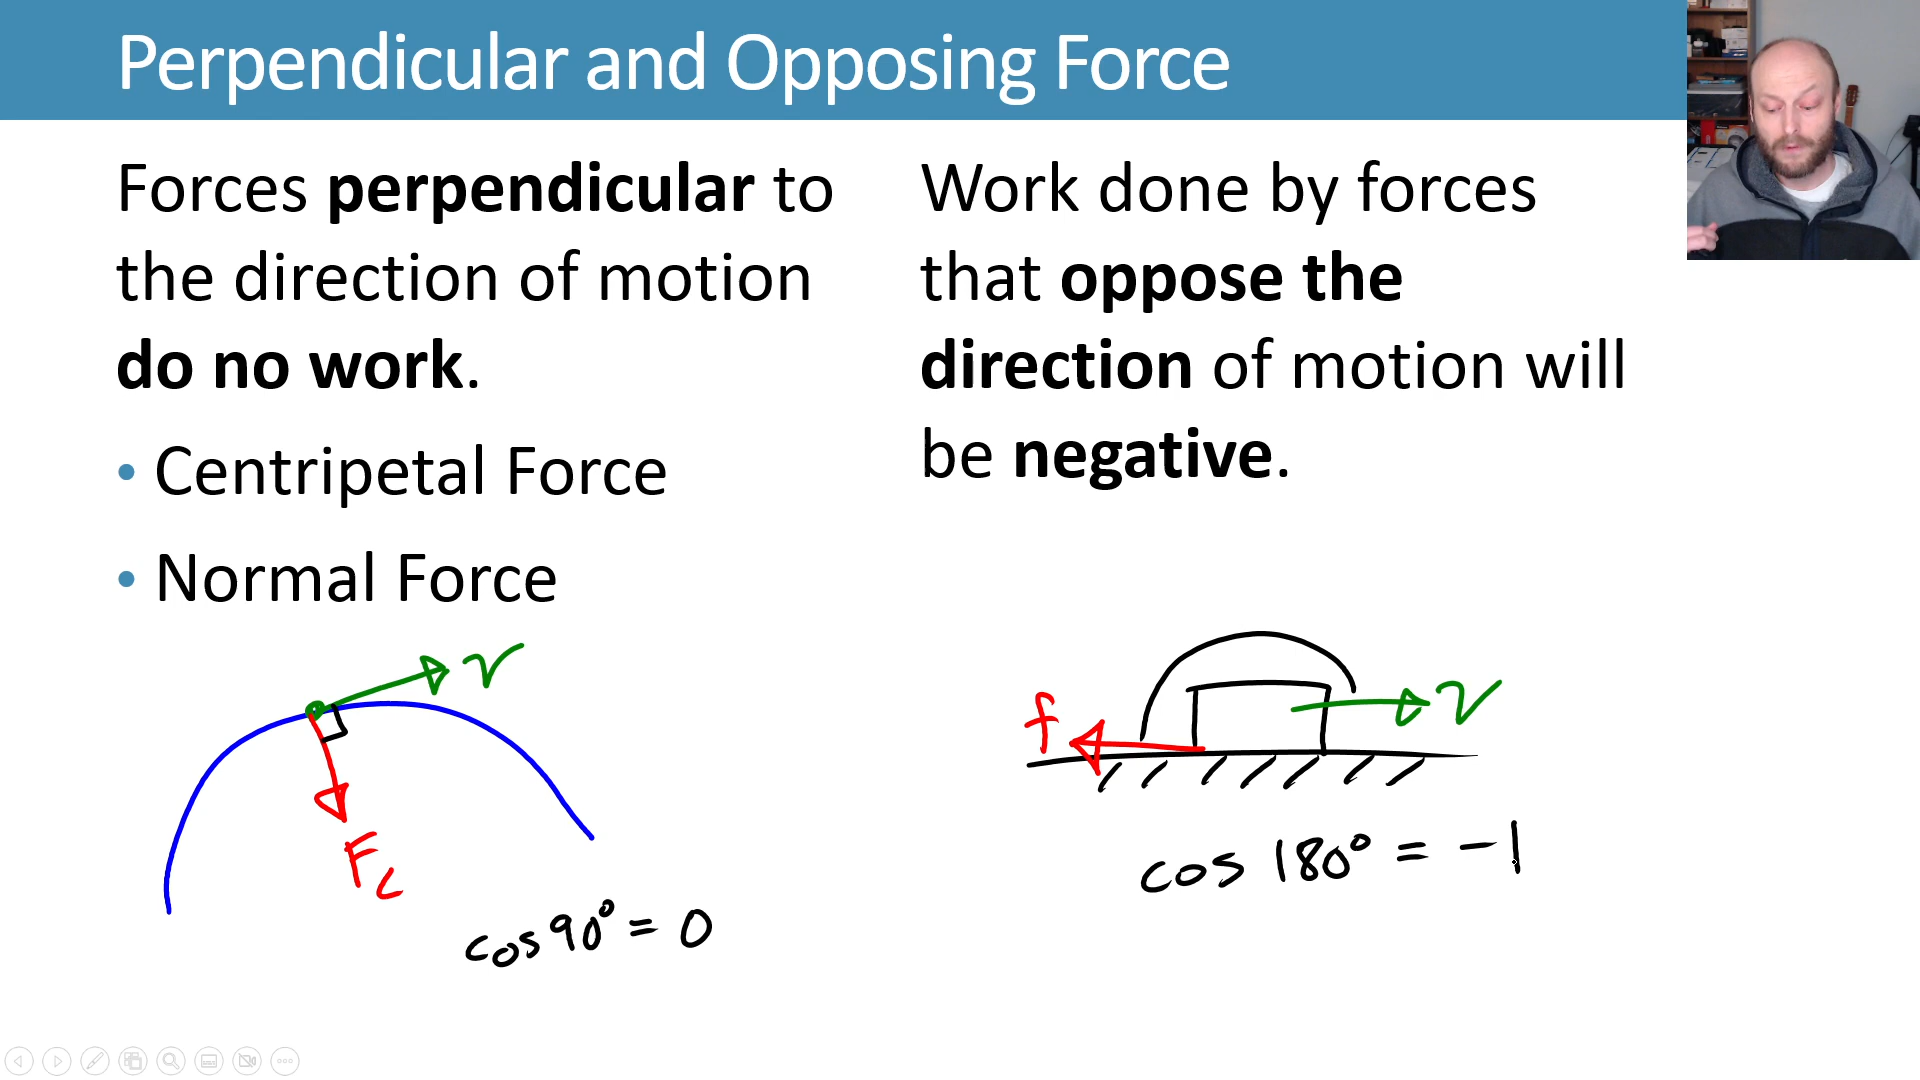 Perpendicular and Opposing Force
Forces perpendicular to
the direction of motion
do no work.
• Centripetal Force
• Normal Force
v
Fc
cos 90° = 0
Work done by forces
that oppose the
direction of motion will
be negative.
f
v
cos 180° = -1